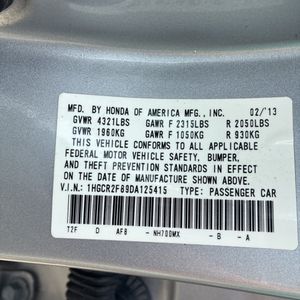 MFD. BY HONDA OF AMERICA MFG., INC. 02/13
GVWR 4321LBS GAWR F 2315LBS R 2050LBS
GVWR 1960KG GAWR F 1050KG R 930KG
THIS VEHICLE CONFORMS TO ALL APPLICABLE
FEDERAL MOTOR VEHICLE SAFETY, BUMPER,
AND THEFT PREVENTION STANDARDS IN EFFECT
ON THE DATE OF MANUFACTURE SHOWN ABOVE.
V.I.N.: 1HGCR2F89DA125415 TYPE: PASSENGER CAR
T2F D AF8 - NH700MX - B - A